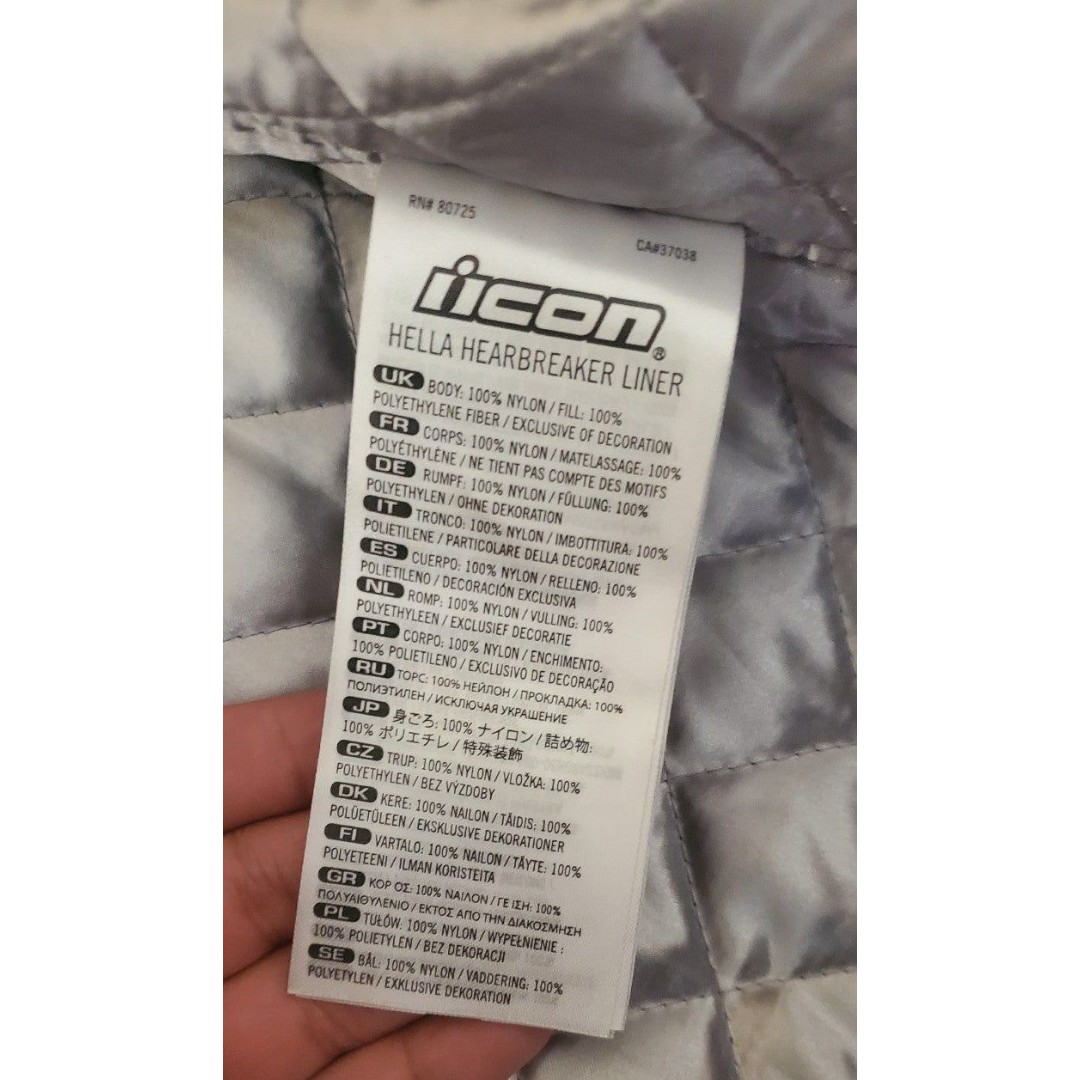 RN# 80725
CA#37038
iicon®
HELLA HEARBREAKER LINER
UK BODY: 100% NYLON / FILL: 100%
POLYETHYLENE FIBER / EXCLUSIVE OF DECORATION
FR CORPS: 100% NYLON / MATELASSAGE: 100%
POLYÉTHYLÈNE / NE TIENT PAS COMPTE DES MOTIFS
DE RUMPF: 100% NYLON / FÜLLUNG: 100%
POLYETHYLEN / OHNE DEKORATION
IT TRONCO: 100% NYLON / IMBOTTITURA: 100%
POLIETILENE / PARTICOLARE DELLA DECORAZIONE
ES CUERPO: 100% NYLON / RELLENO: 100%
POLIETILENO / DECORACIÓN EXCLUSIVA
NL ROMP: 100% NYLON / VULLING: 100%
POLYETHYLEEN / EXCLUSIEF DECORATIE
PT CORPO: 100% NYLON / ENCHIMENTO:
100% POLIETILENO / EXCLUSIVO DE DECORAÇÃO
RU ТОРС: 100% НЕЙЛОН / ПРОКЛАДКА: 100%
ПОЛИЭТИЛЕН / ИСКЛЮЧАЯ УКРАШЕНИЕ
JP 身ごろ: 100% ナイロン / 詰め物:
100% ポリエチレ / 特殊装飾
CZ TRUP: 100% NYLON / VLOŽKA: 100%
POLYETHYLEN / BEZ VÝZDOBY
DK KERE: 100% NAILON / TÄIDIS: 100%
POLÜETÜLEEN / EKSKLUSIVE DEKORATIONER
FI VARTALO: 100% NAILON / TÄYTE: 100%
POLYETEENI / ILMAN KORISTEITA
GR ΚΟΡ ΟΣ: 100% ΝΑΙΛΟΝ / ΓΕ ΙΣΗ: 100%
ΠΟΛΥΑΙΘΥΛΕΝΙΟ / ΕΚΤΟΣ ΑΠΟ ΤΗΝ ΔΙΑΚΟΣΜΗΣΗ
PL TUŁÓW: 100% NYLON / WYPEŁNIENIE :
100% POLIETYLEN / BEZ DEKORACJI
SE BÅL: 100% NYLON / VADDERING: 100%
POLYETYLEN / EXKLUSIVE DEKORATION